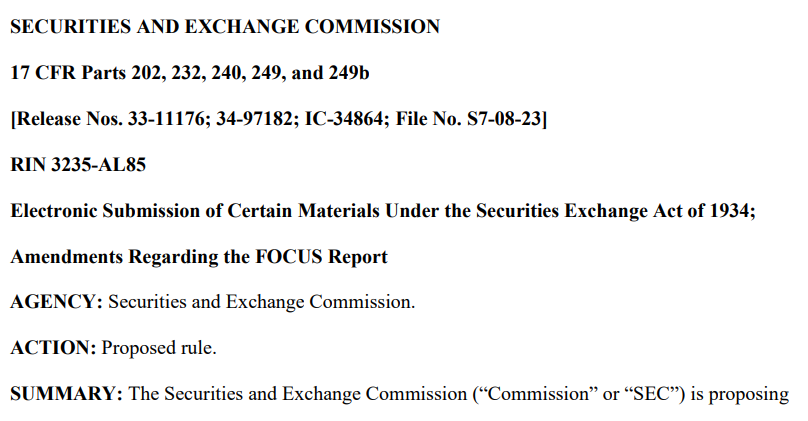 SECURITIES AND EXCHANGE COMMISSION
17 CFR Parts 202, 232, 240, 249, and 249b
[Release Nos. 33-11176; 34-97182; IC-34864; File No. S7-08-23]
RIN 3235-AL85
Electronic Submission of Certain Materials Under the Securities Exchange Act of 1934;
Amendments Regarding the FOCUS Report
AGENCY: Securities and Exchange Commission.
ACTION: Proposed rule.
SUMMARY: The Securities and Exchange Commission (“Commission” or “SEC”) is proposing